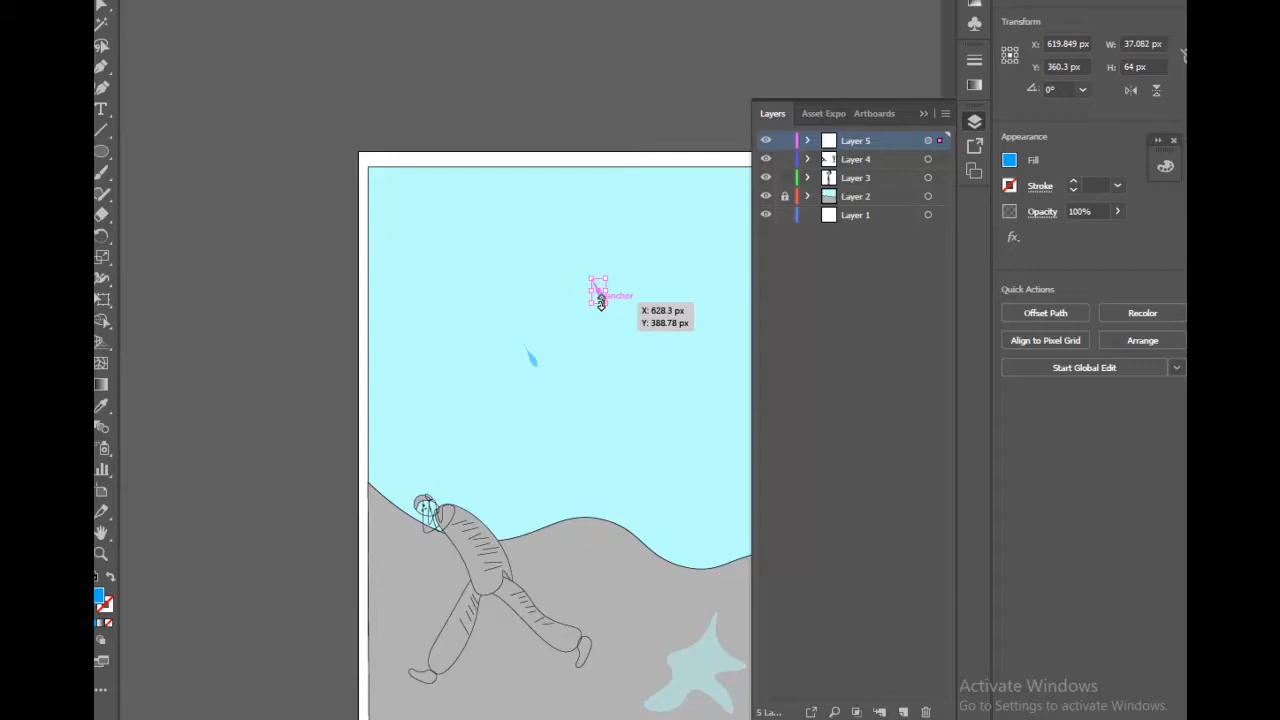 Transform
X: 619.849 px W: 37.082 px
Y: 360.3 px H: 64 px
0°
Layers Asset Expo Artboards
Layer 5
Layer 4
Layer 3
Layer 2
Layer 1
Appearance
Fill
Stroke
Opacity 100%
fx.
Quick Actions
Offset Path Recolor
Align to Pixel Grid Arrange
Start Global Edit
anchor
X: 628.3 px
Y: 388.78 px
T
5 La...
Activate Windows
Go to Settings to activate Windows.